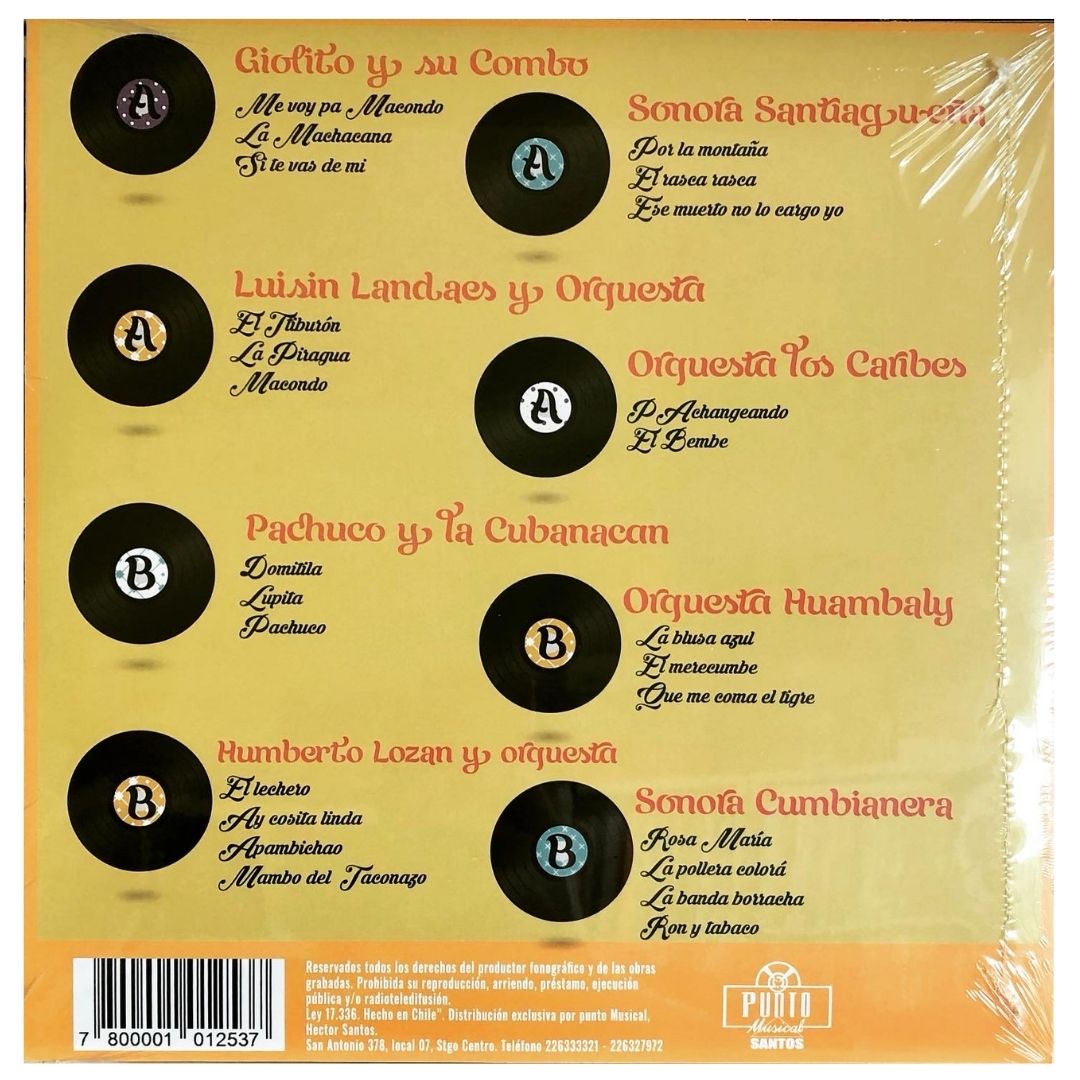 A
Giolito y su Combo
Me voy pa Macondo
La Machacana
Si te vas de mi
A
Sonora Santiagueña
Por la montaña
El rasca rasca
Ese muerto no lo cargo yo
A
Luisin Landaes y Orquesta
El Tiburón
La Piragua
Macondo
A
Orquesta los Caribes
P Achangeando
El Bembe
B
Pachuco y la Cubanacan
Domitila
Lupita
Pachuco
B
Orquesta Huambaly
La blusa azul
El merecumbe
Que me coma el tigre
B
Humberto Lozan y orquesta
El lechero
Ay cosita linda
Apambichao
Mambo del Taconazo
B
Sonora Cumbianera
Rosa María
La pollera colorá
La banda borracha
Ron y tabaco
7 800001 012537
Reservados todos los derechos del productor fonográfico y de las obras
grabadas. Prohibida su reproducción, arriendo, préstamo, ejecución
pública y/o radioteledifusión.
Ley 17.336. Hecho en Chile". Distribución exclusiva por punto Musical,
Hector Santos.
San Antonio 378, local 07, Stgo Centro. Teléfono 226333321 - 226327972
PUNTO
Musical
SANTOS